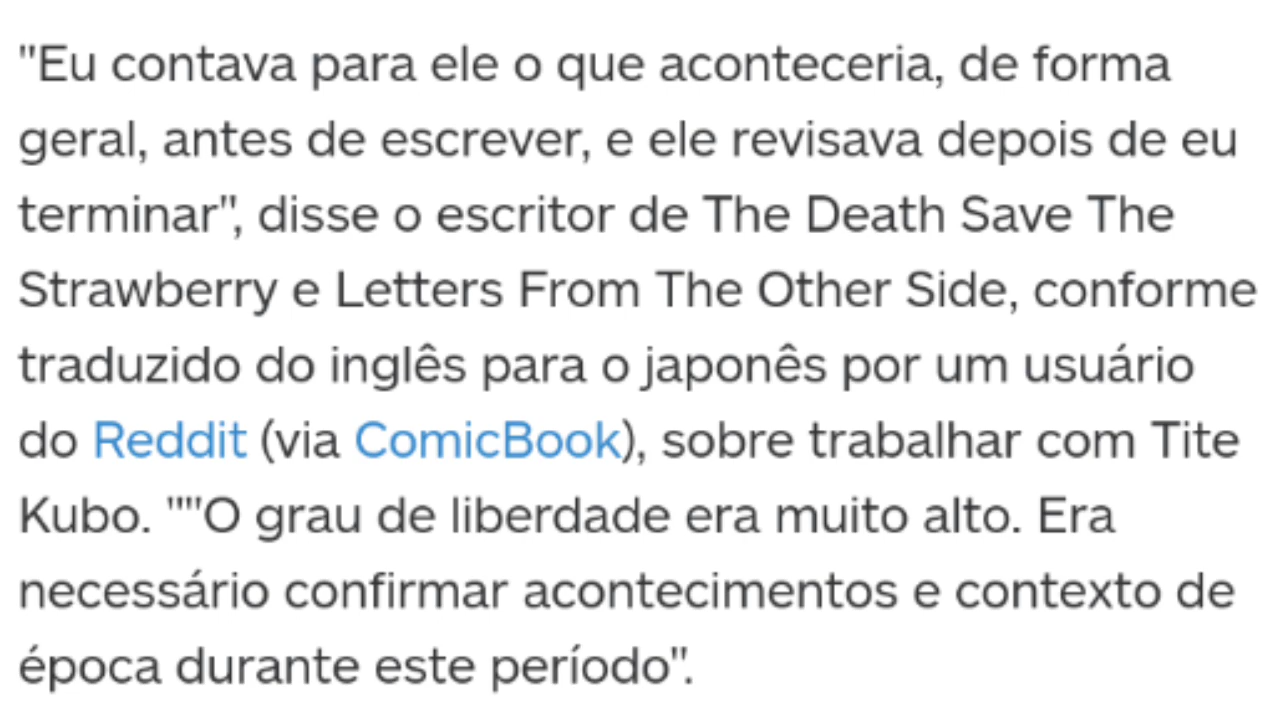 "Eu contava para ele o que aconteceria, de forma
geral, antes de escrever, e ele revisava depois de eu
terminar", disse o escritor de The Death Save The
Strawberry e Letters From The Other Side, conforme
traduzido do inglês para o japonês por um usuário
do Reddit (via ComicBook), sobre trabalhar com Tite
Kubo. ""O grau de liberdade era muito alto. Era
necessário confirmar acontecimentos e contexto de
época durante este período".